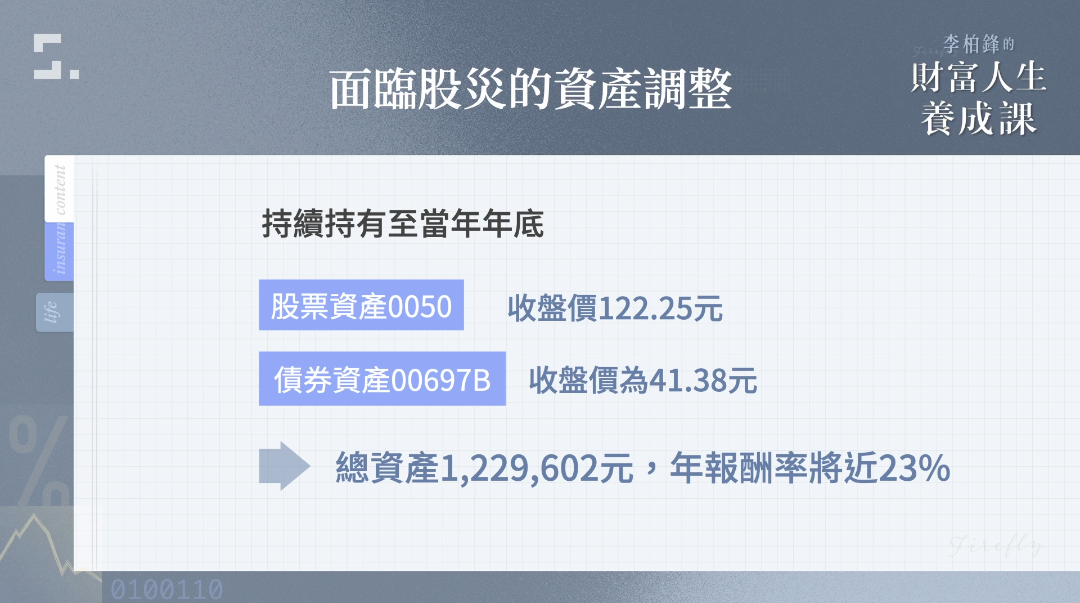 面臨股災的資產調整
李柏鋒的
財富人生
養成課
content
insuran
life
持續持有至當年年底
股票資產0050 收盤價122.25元
債券資產00697B 收盤價為41.38元
總資產1,229,602元，年報酬率將近23%
Firefly
%
0100110